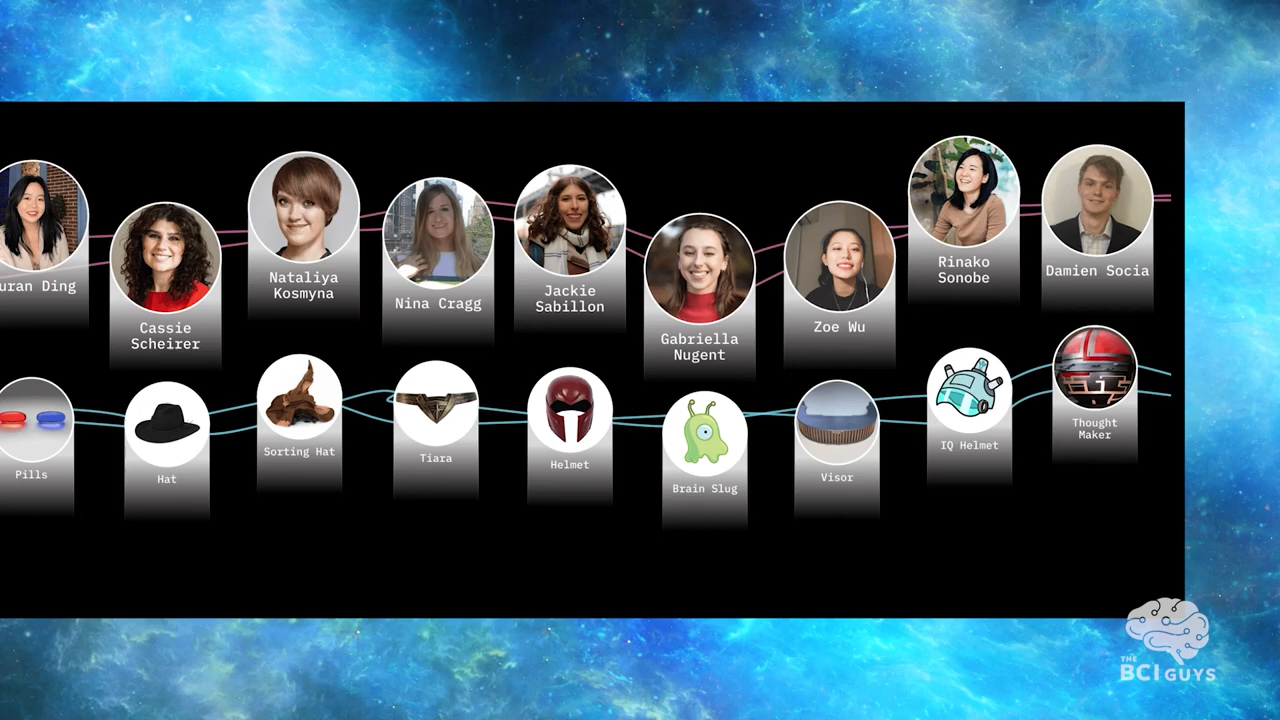 uran Ding
Cassie
Scheirer
Nataliya
Kosmyna
Nina Cragg
Jackie
Sabillon
Gabriella
Nugent
Zoe Wu
Rinako
Sonobe
Damien Socia
Pills
Hat
Sorting Hat
Tiara
Helmet
Brain Slug
Visor
IQ Helmet
Thought
Maker
THE
BCI GUYS